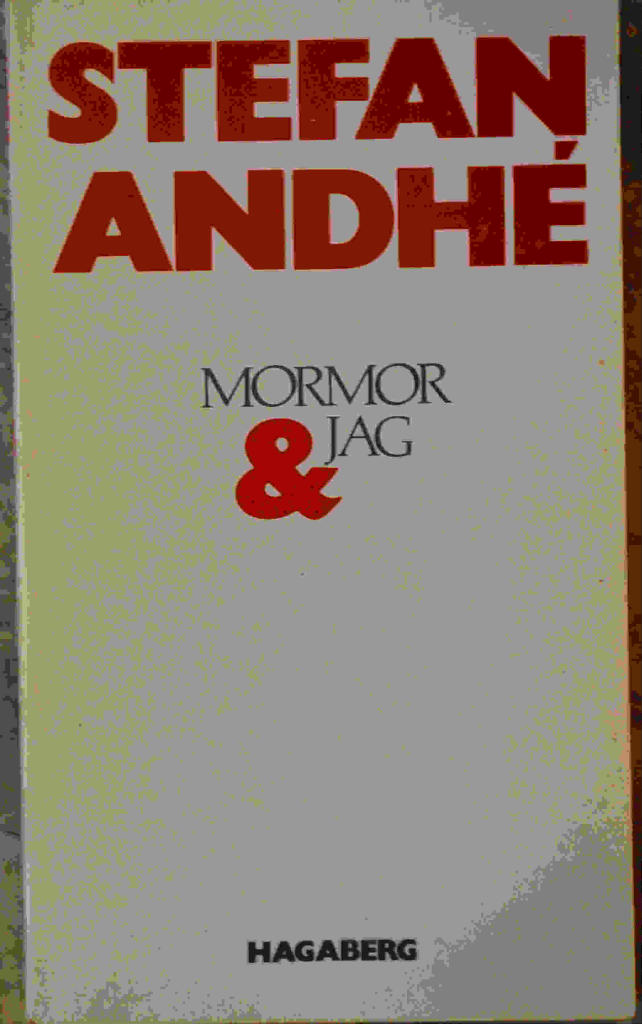 STEFAN
ANDHÉ
MORMOR
& JAG
HAGABERG